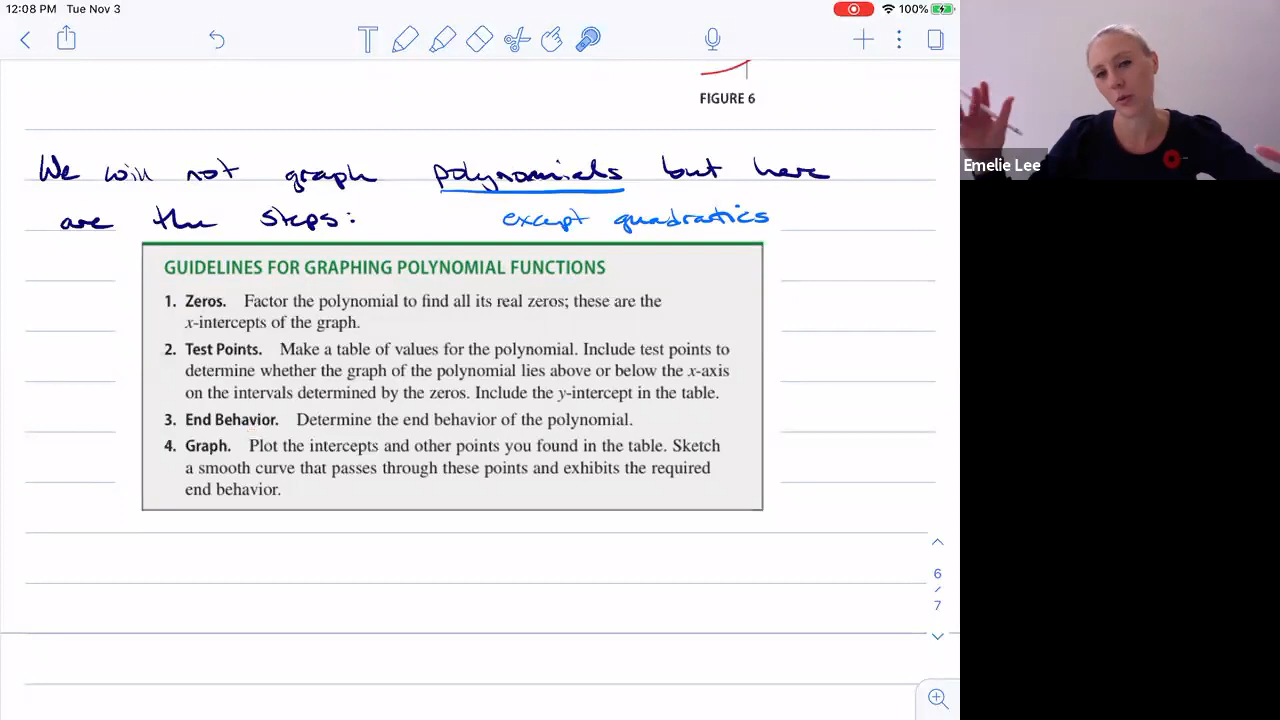 12:08 PM Tue Nov 3
100%
FIGURE 6
Emelie Lee
We will not graph polynomials but here
are the steps: except quadratics
GUIDELINES FOR GRAPHING POLYNOMIAL FUNCTIONS
1. Zeros. Factor the polynomial to find all its real zeros; these are the
x-intercepts of the graph.
2. Test Points. Make a table of values for the polynomial. Include test points to
determine whether the graph of the polynomial lies above or below the x-axis
on the intervals determined by the zeros. Include the y-intercept in the table.
3. End Behavior. Determine the end behavior of the polynomial.
4. Graph. Plot the intercepts and other points you found in the table. Sketch
a smooth curve that passes through these points and exhibits the required
end behavior.
6
/
7